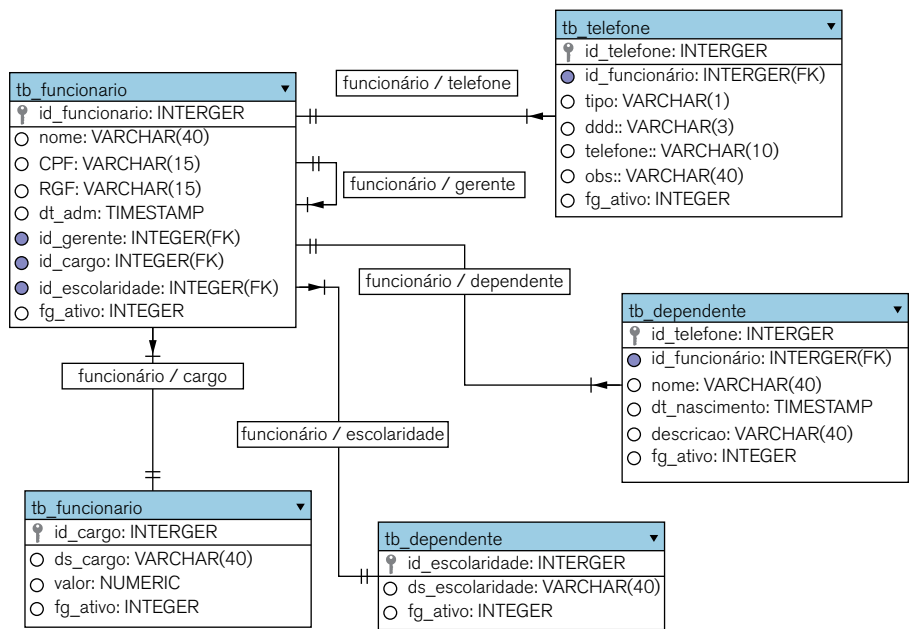 tb_telefone
id_telefone: INTERGER
id_funcionário: INTERGER(FK)
tipo: VARCHAR(1)
ddd:: VARCHAR(3)
telefone:: VARCHAR(10)
obs:: VARCHAR(40)
fg_ativo: INTEGER
tb_funcionario
id_funcionario: INTERGER
nome: VARCHAR(40)
CPF: VARCHAR(15)
RGF: VARCHAR(15)
dt_adm: TIMESTAMP
id_gerente: INTEGER(FK)
id_cargo: INTEGER(FK)
id_escolaridade: INTEGER(FK)
fg_ativo: INTEGER
funcionário / telefone
funcionário / gerente
funcionário / dependente
tb_dependente
id_telefone: INTERGER
id_funcionário: INTERGER(FK)
nome: VARCHAR(40)
dt_nascimento: TIMESTAMP
descricao: VARCHAR(40)
fg_ativo: INTEGER
funcionário / cargo
funcionário / escolaridade
tb_funcionario
id_cargo: INTERGER
ds_cargo: VARCHAR(40)
valor: NUMERIC
fg_ativo: INTEGER
tb_dependente
id_escolaridade: INTERGER
ds_escolaridade: VARCHAR(40)
fg_ativo: INTEGER